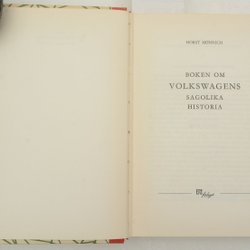 HORST MÖNNICH
BOKEN OM
VOLKSWAGENS
SAGOLIKA
HISTORIA